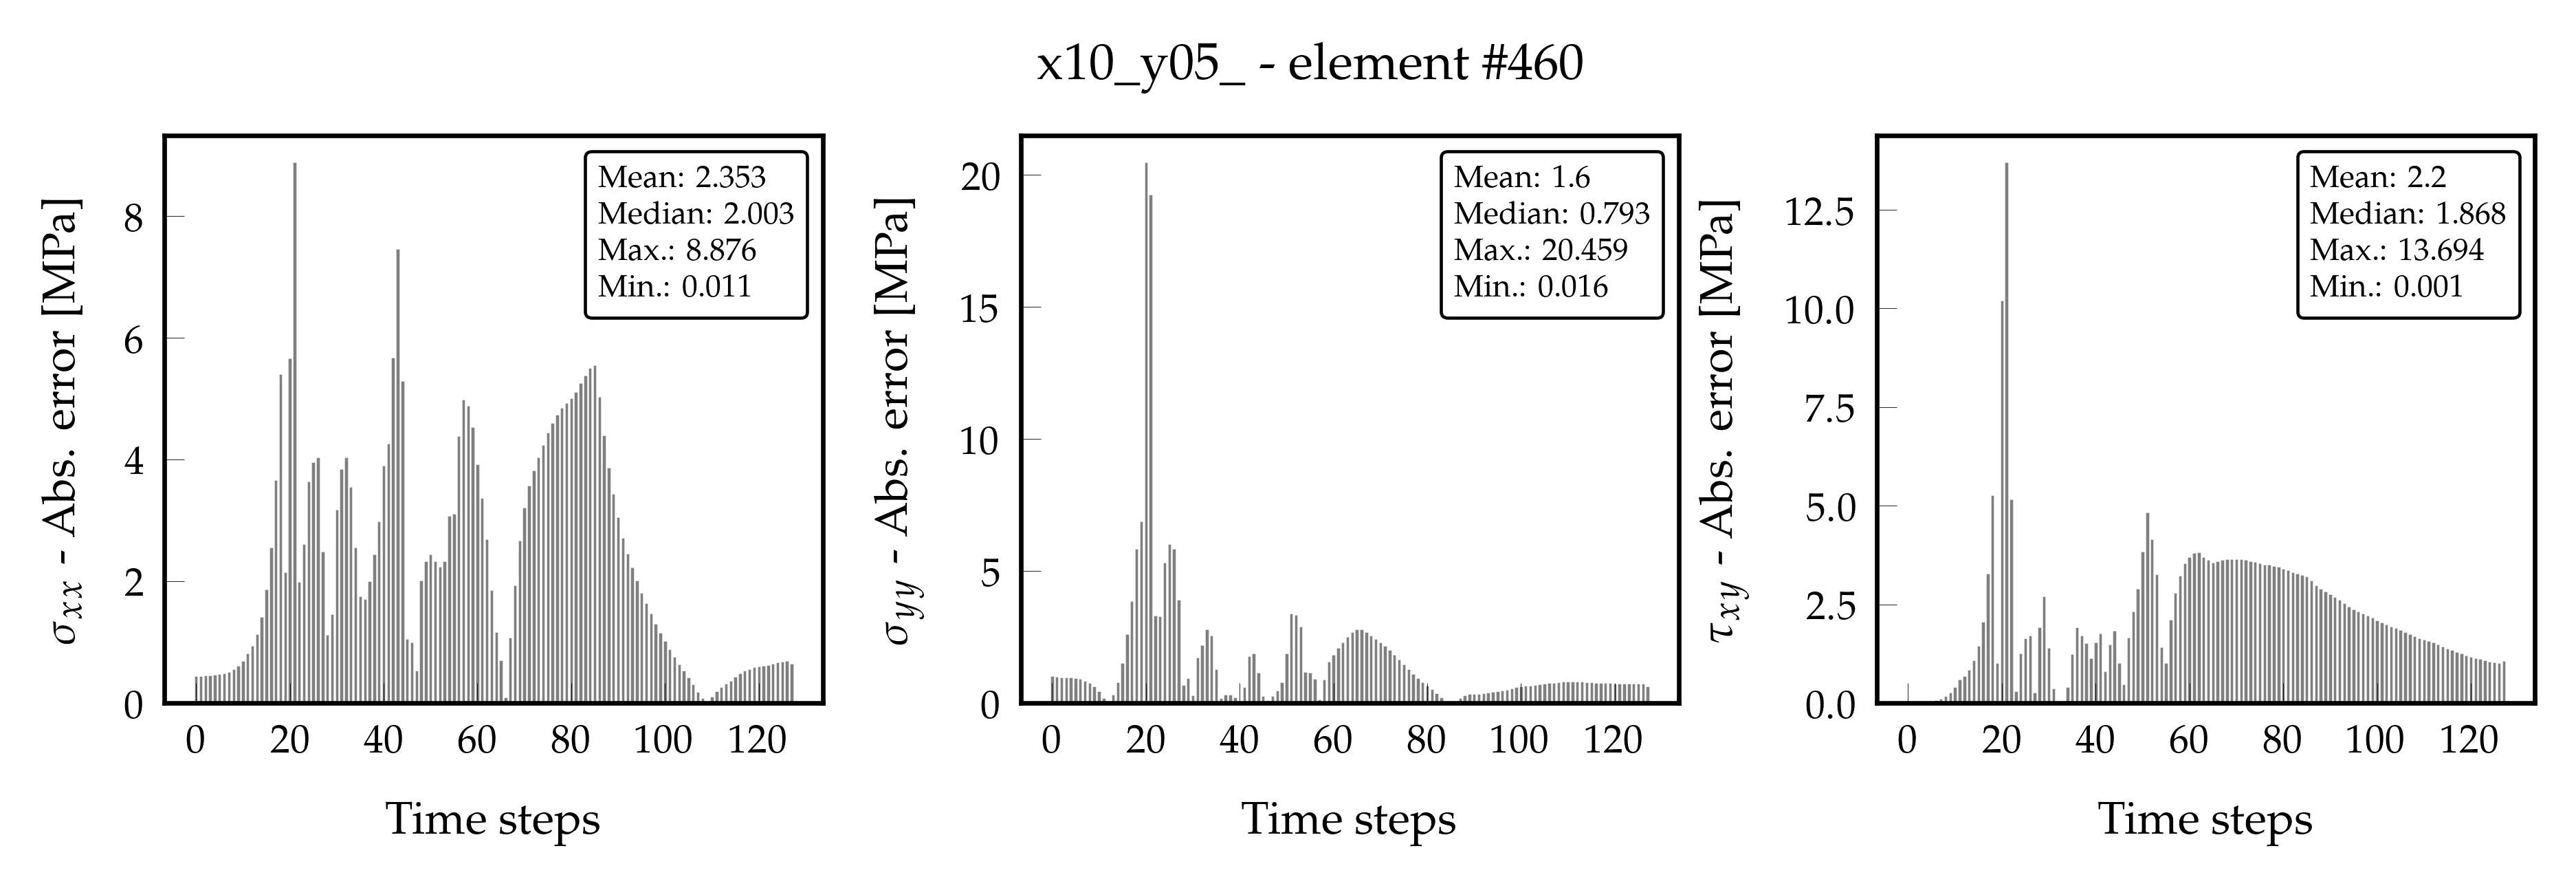 x10_y05_ - element #460
σxx - Abs. error [MPa]
8
6
4
2
0
0 20 40 60 80 100 120
Time steps
Mean: 2.353
Median: 2.003
Max.: 8.876
Min.: 0.011
σyy - Abs. error [MPa]
20
15
10
5
0
0 20 40 60 80 100 120
Time steps
Mean: 1.6
Median: 0.793
Max.: 20.459
Min.: 0.016
τxy - Abs. error [MPa]
12.5
10.0
7.5
5.0
2.5
0.0
0 20 40 60 80 100 120
Time steps
Mean: 2.2
Median: 1.868
Max.: 13.694
Min.: 0.001